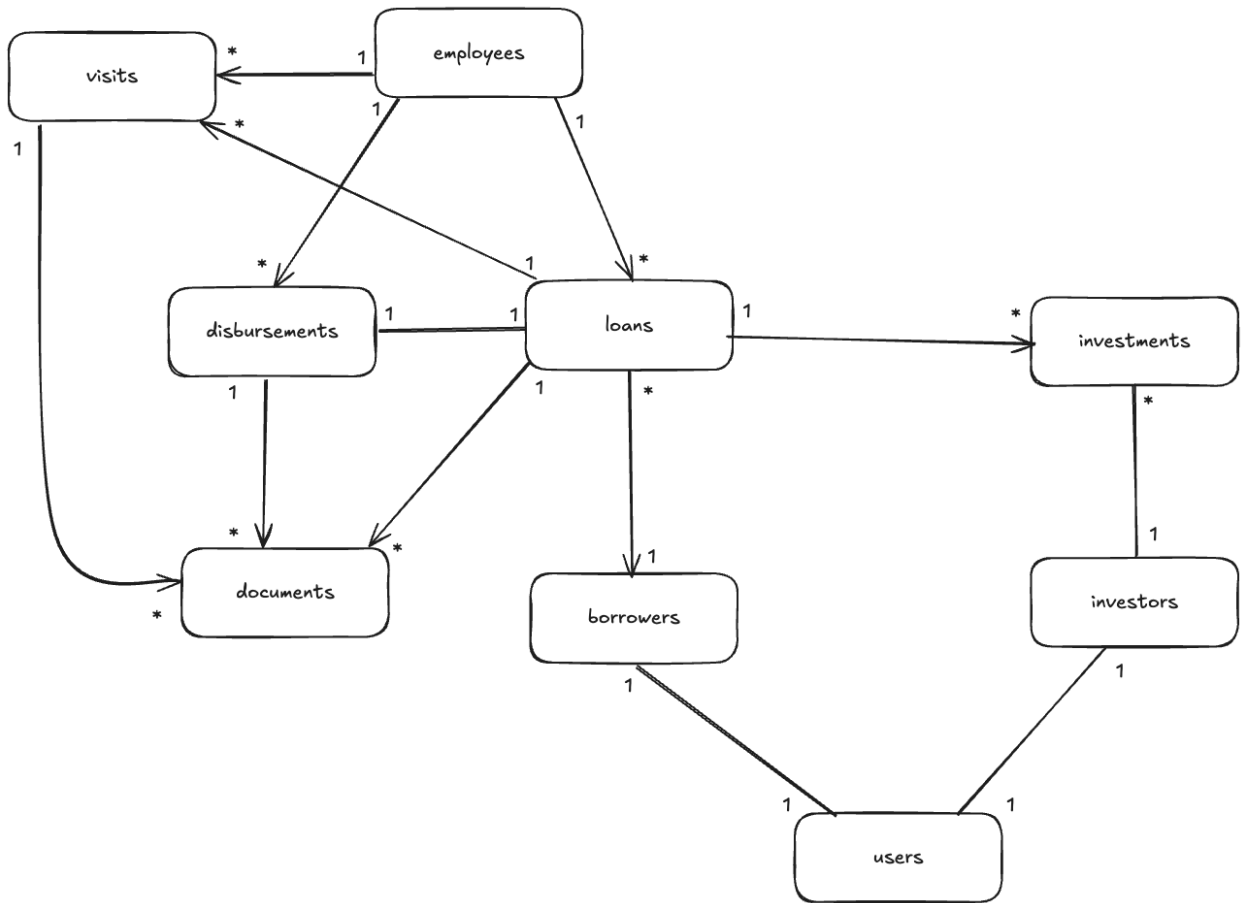 employees
visits
*
1
1
*
1
1
1
*
*
disbursements
1
1
loans
1
*
investments
1
1
*
*
*
*
documents
*
1
borrowers
1
investors
1
1
1
1
users